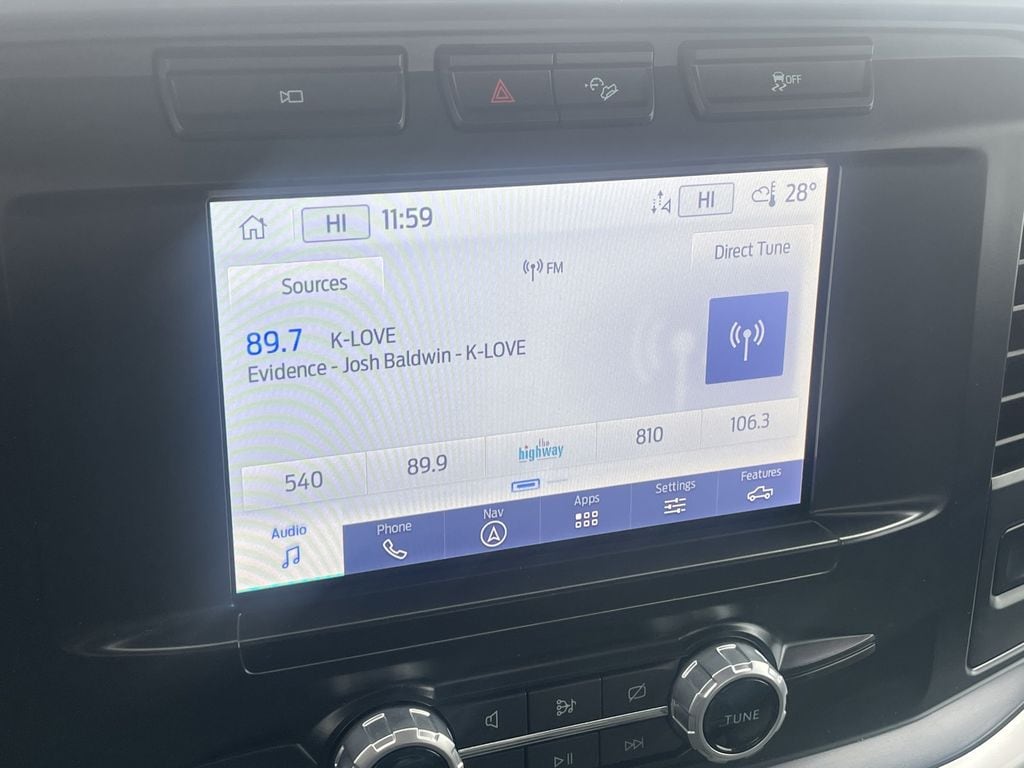 OFF
HI 11:59
HI 28°
Sources
FM
Direct Tune
89.7 K-LOVE
Evidence - Josh Baldwin - K-LOVE
540
89.9
the
highway
810
106.3
Audio
Phone
Nav
Apps
Settings
Features
TUNE